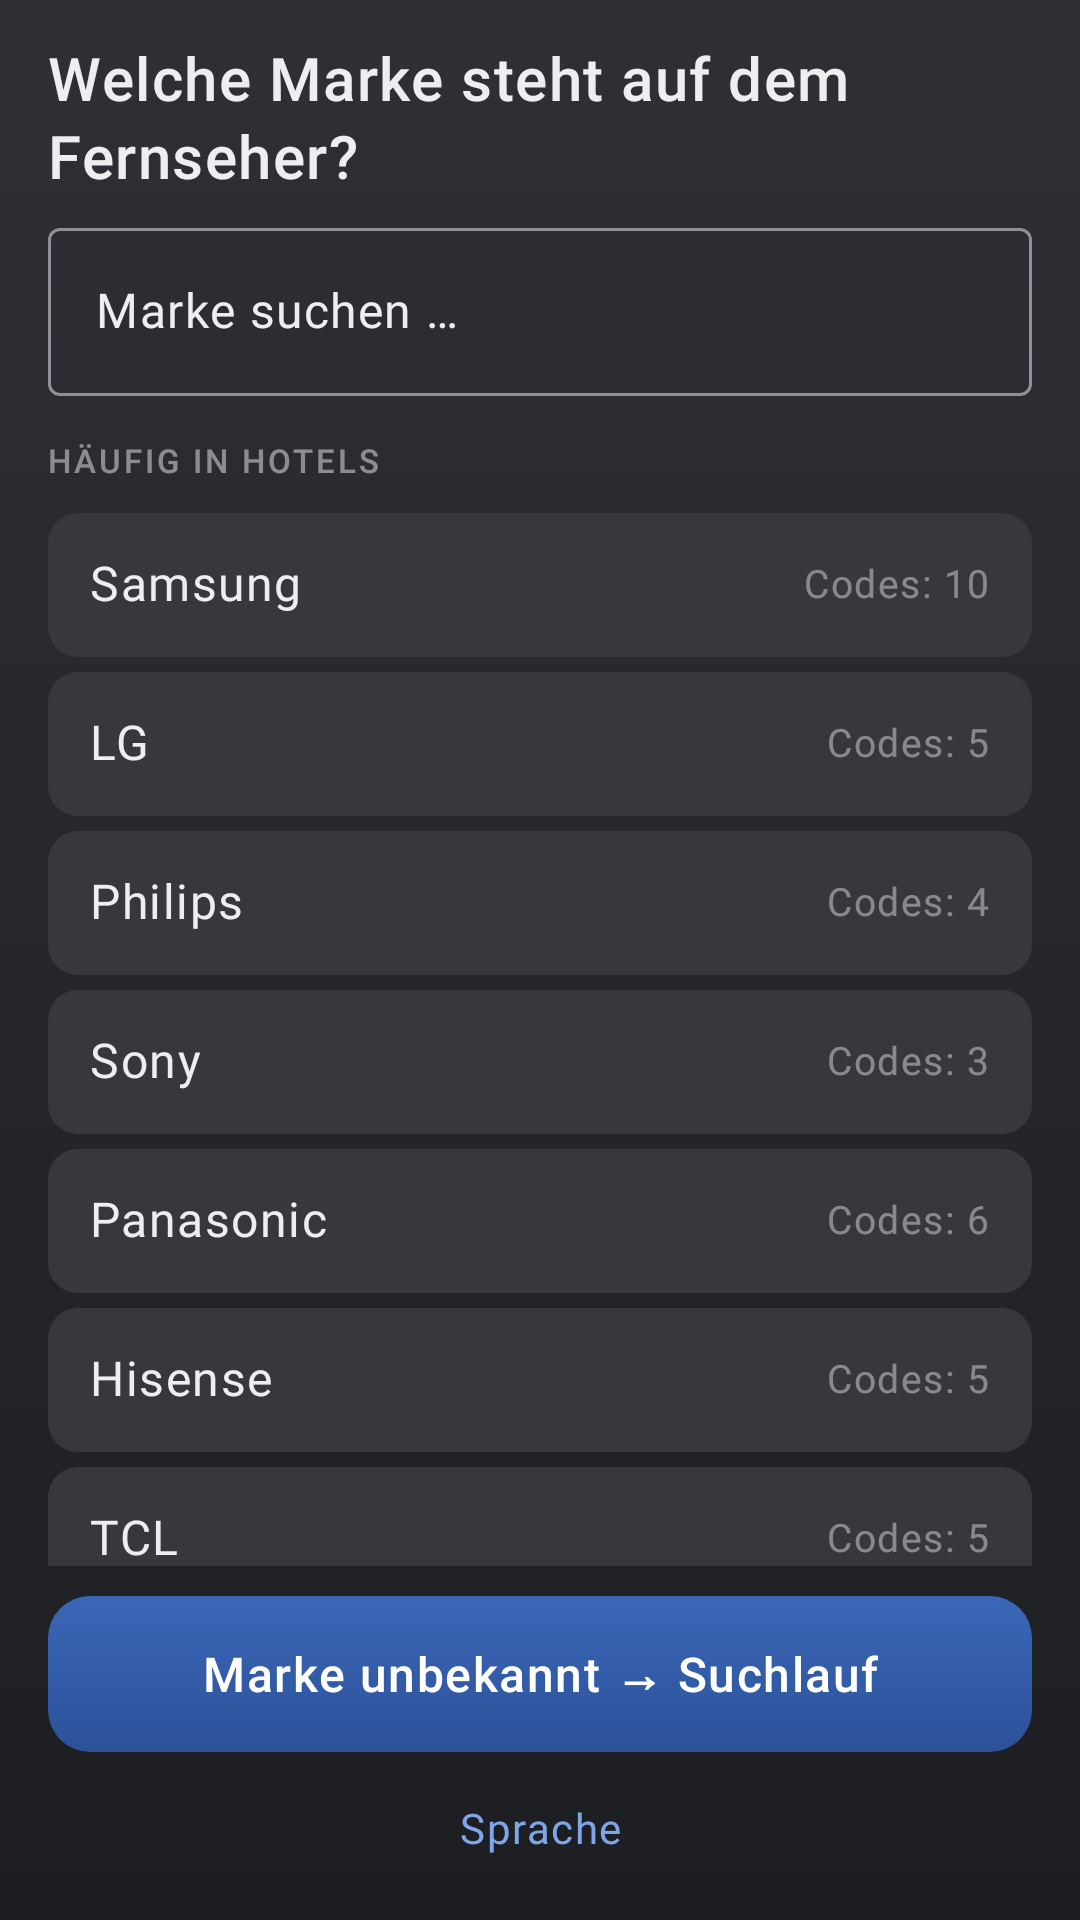 Welche Marke steht auf dem
Fernseher?
Marke suchen …
HÄUFIG IN HOTELS
Samsung Codes: 10
LG Codes: 5
Philips Codes: 4
Sony Codes: 3
Panasonic Codes: 6
Hisense Codes: 5
TCL Codes: 5
Marke unbekannt → Suchlauf
Sprache